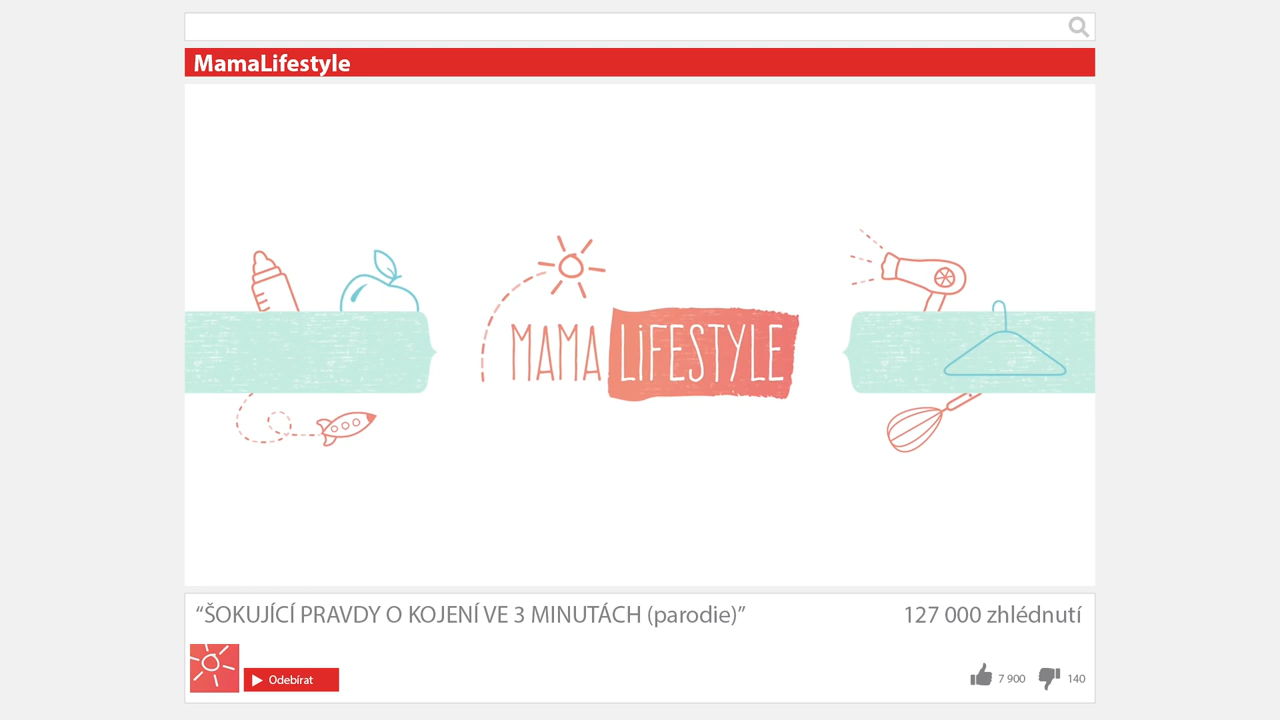 MamaLifestyle
MAMA LiFESTYLE
“ŠOKUJÍCÍ PRAVDY O KOJENÍ VE 3 MINUTÁCH (parodie)”
127 000 zhlédnutí
Odebírat
7 900
140